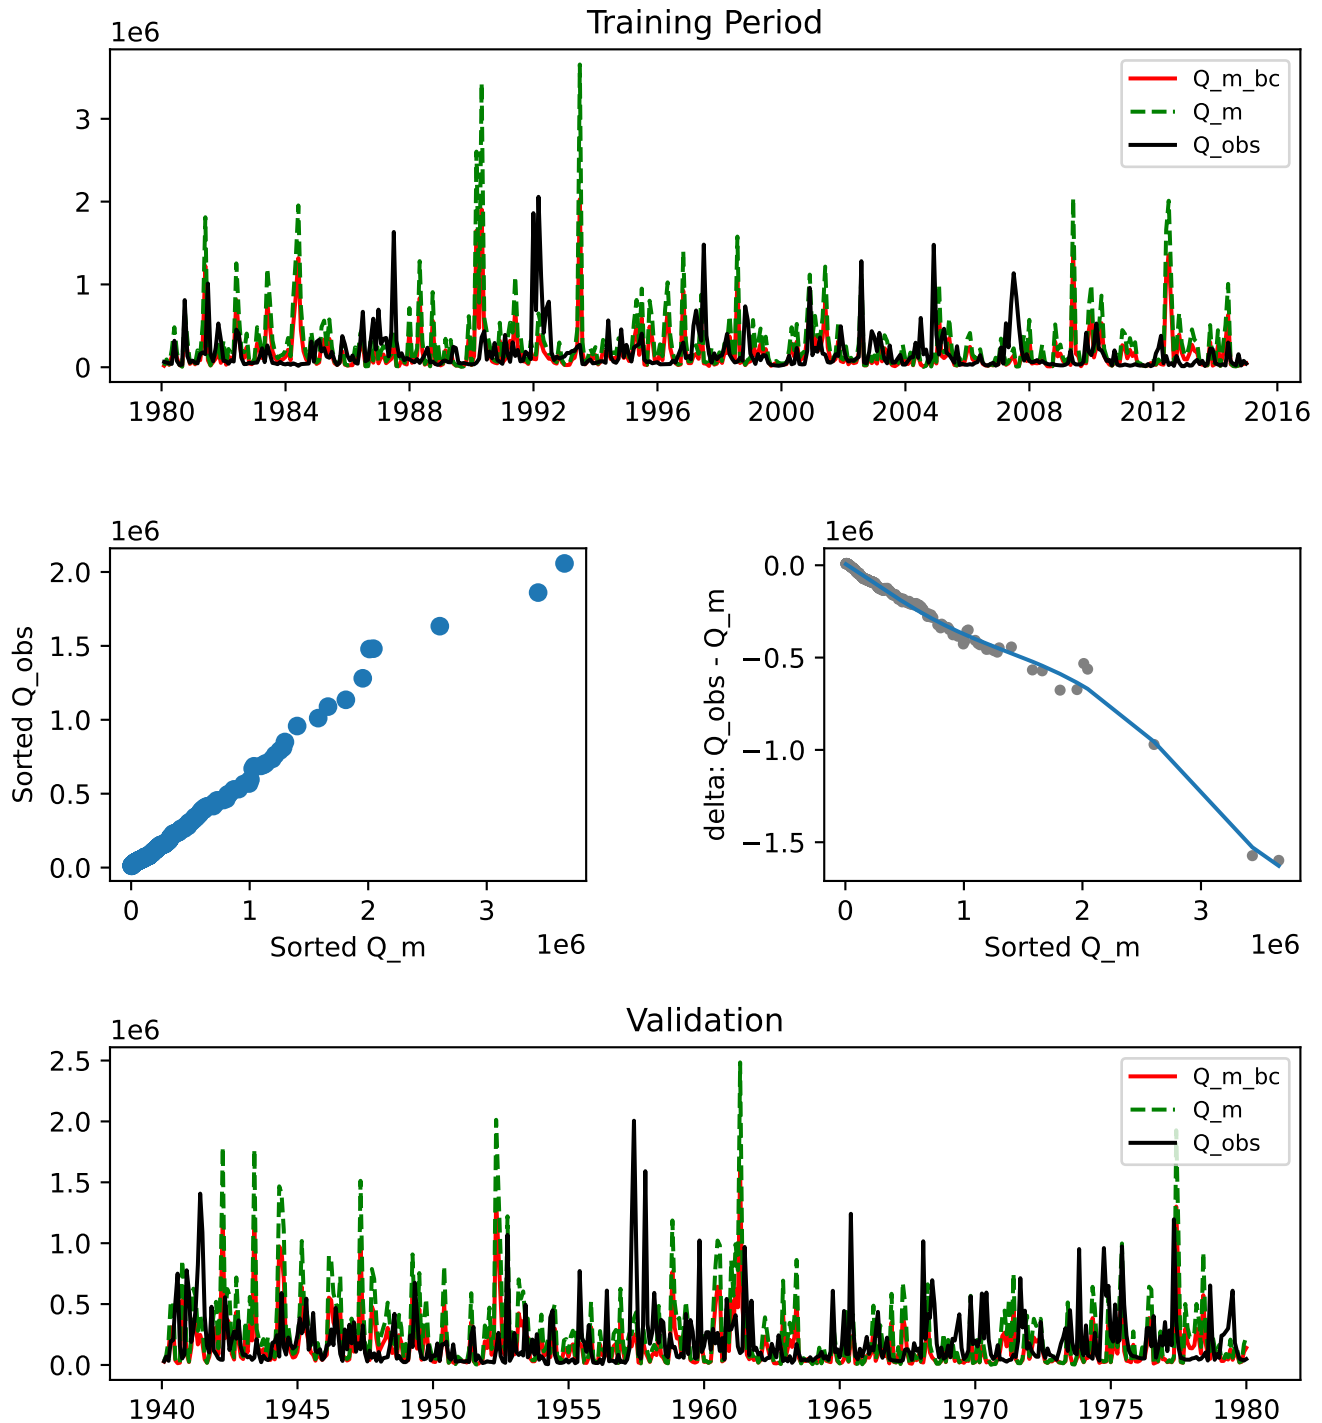 Training Period
1e6
3
2
1
0
Q_m_bc
Q_m
Q_obs
1980 1984 1988 1992 1996 2000 2004 2008 2012 2016
1e6
2.0
1.5
1.0
0.5
0.0
Sorted Q_obs
0 1 2 3
Sorted Q_m
1e6
1e6
0.0
−0.5
−1.0
−1.5
delta: Q_obs - Q_m
0 1 2 3
Sorted Q_m
1e6
Validation
1e6
2.5
2.0
1.5
1.0
0.5
0.0
Q_m_bc
Q_m
Q_obs
1940 1945 1950 1955 1960 1965 1970 1975 1980